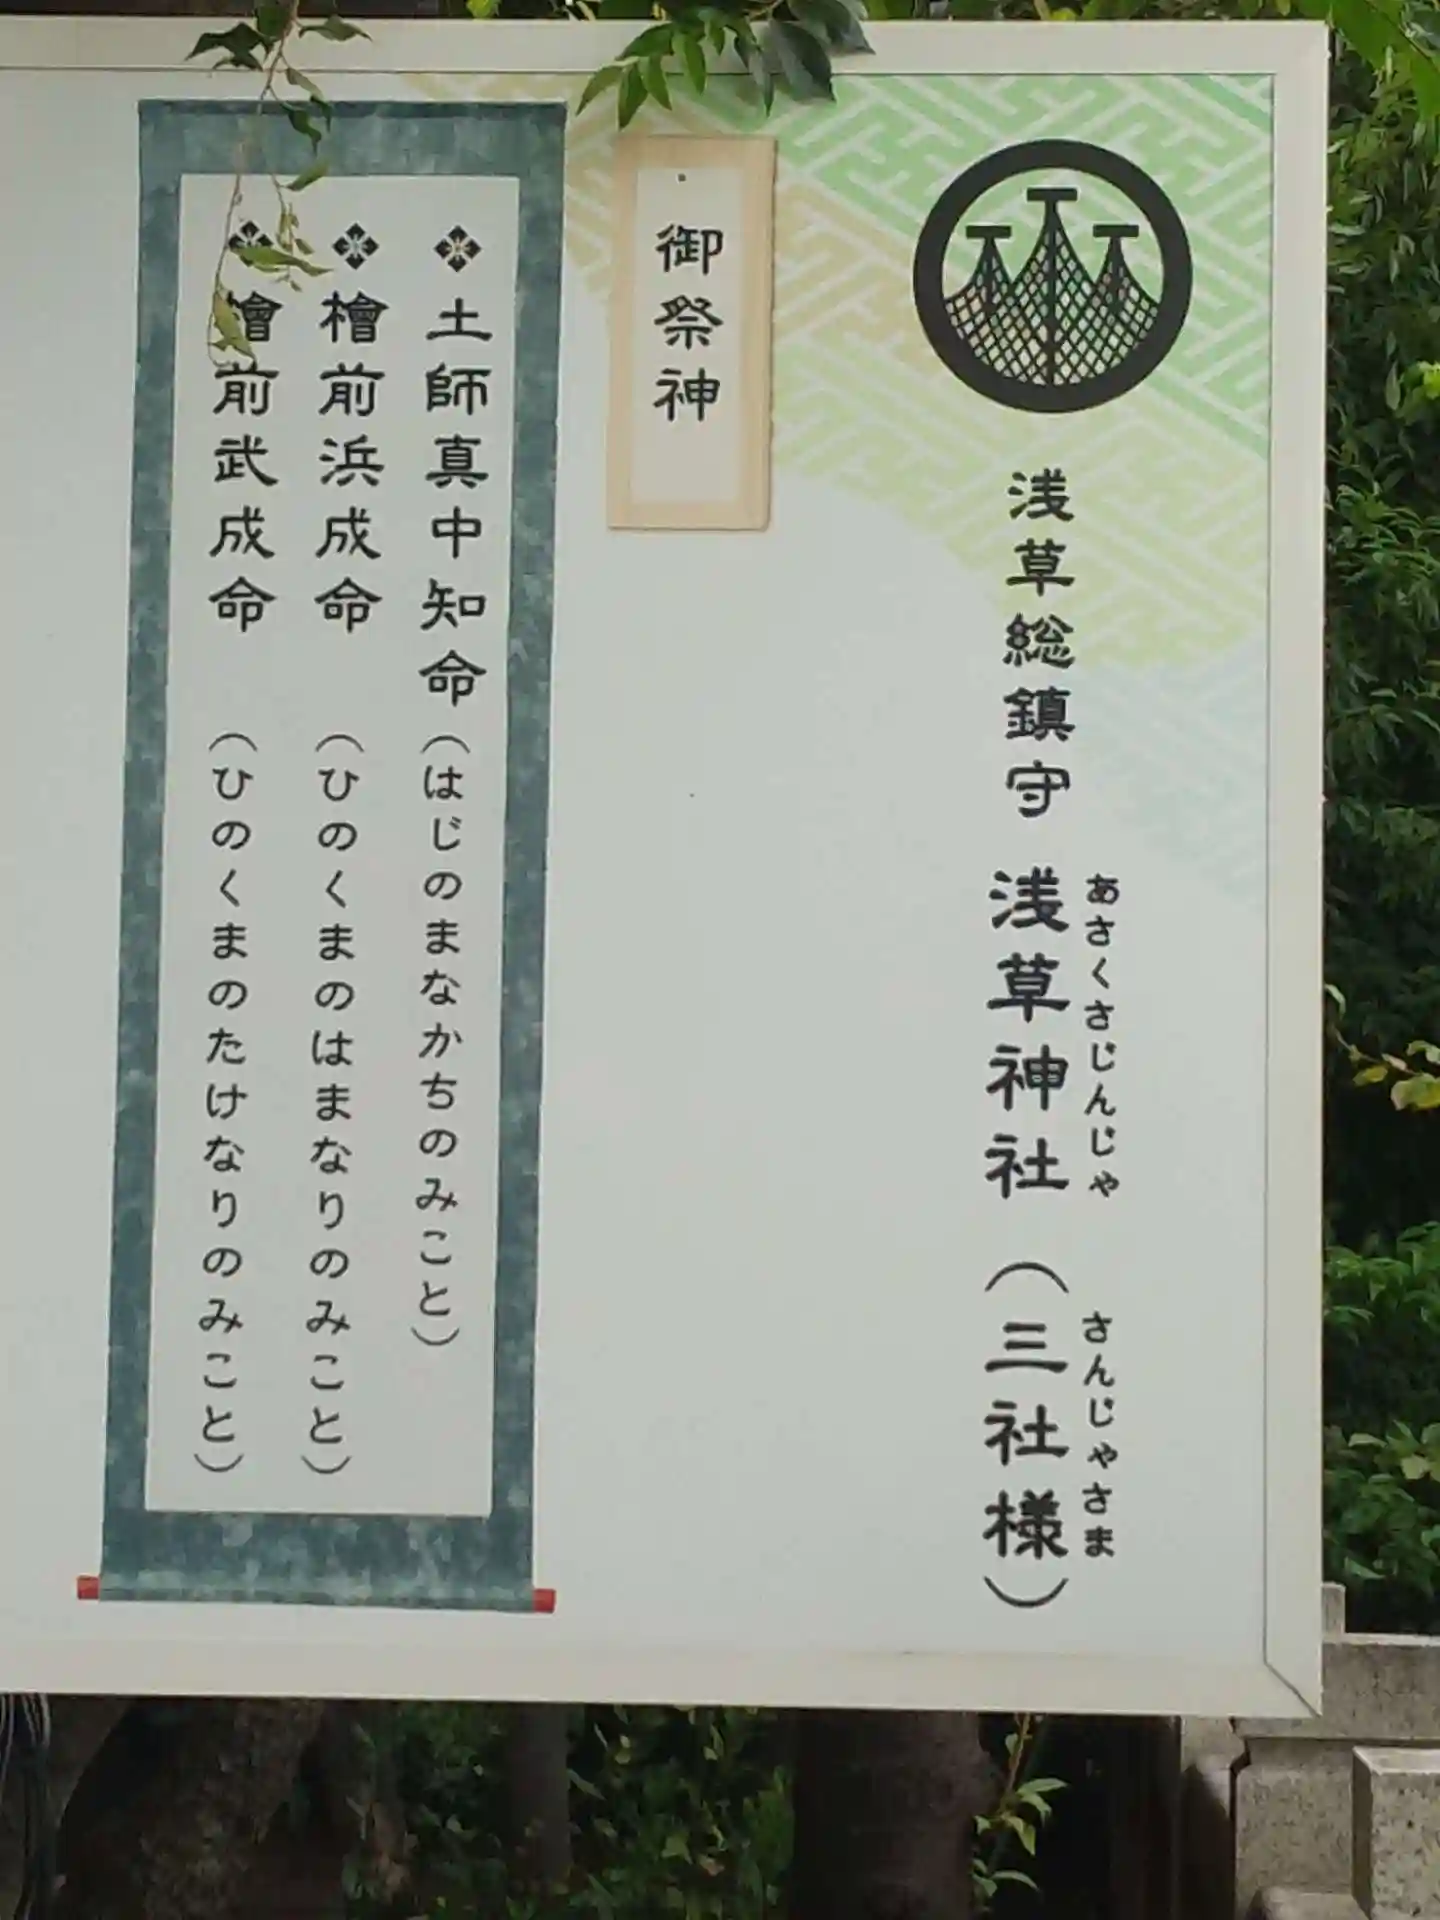 浅草総鎮守 浅草神社（三社様）
あさくさじんじゃ さんじゃさま
御祭神
土師真中知命（はじのまなかちのみこと）
檜前浜成命（ひのくまのはまなりのみこと）
檜前武成命（ひのくまのたけなりのみこと）